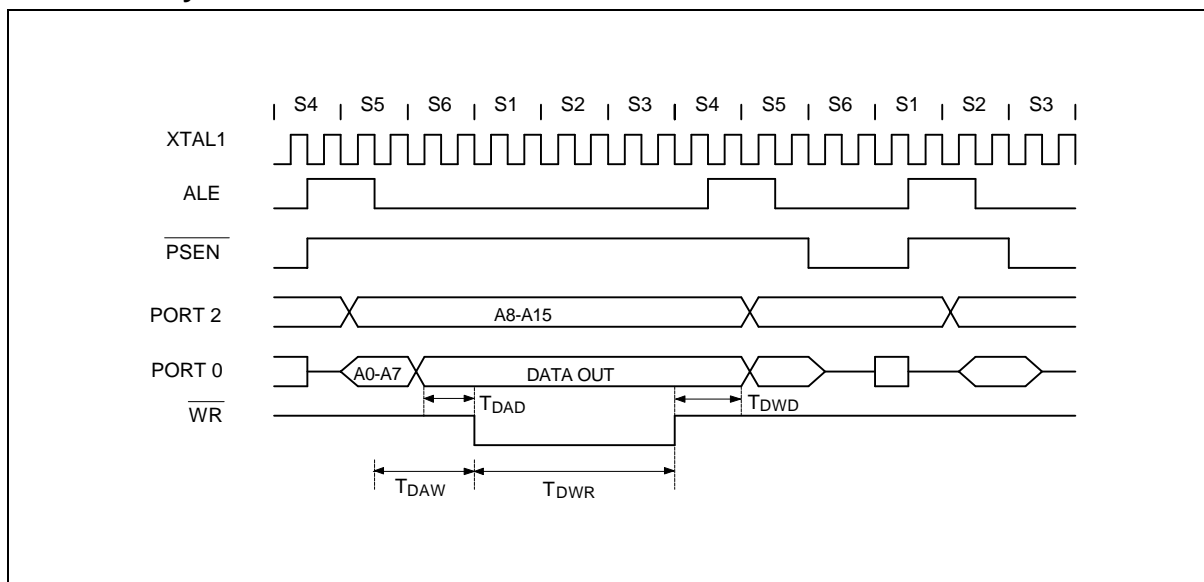 S4 S5 S6 S1 S2 S3 S4 S5 S6 S1 S2 S3
XTAL1
ALE
PSEN
PORT 2
A8-A15
PORT 0
A0-A7
DATA OUT
TDAD
TDWD
WR
TDAW
TDWR